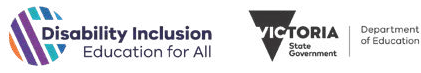 Disability Inclusion
Education for All
VICTORIA
State
Government
Department
of Education